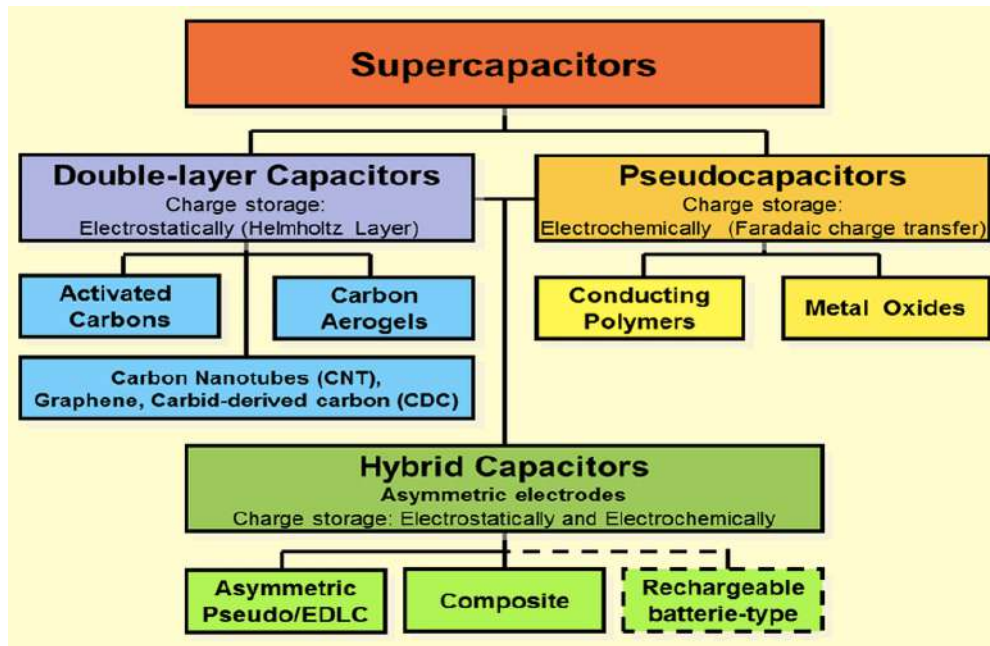 Supercapacitors
Double-layer Capacitors
Charge storage:
Electrostatically (Helmholtz Layer)
Pseudocapacitors
Charge storage:
Electrochemically (Faradaic charge transfer)
Activated
Carbons
Carbon
Aerogels
Conducting
Polymers
Metal Oxides
Carbon Nanotubes (CNT),
Graphene, Carbid-derived carbon (CDC)
Hybrid Capacitors
Asymmetric electrodes
Charge storage: Electrostatically and Electrochemically
Asymmetric
Pseudo/EDLC
Composite
Rechargeable
batterie-type